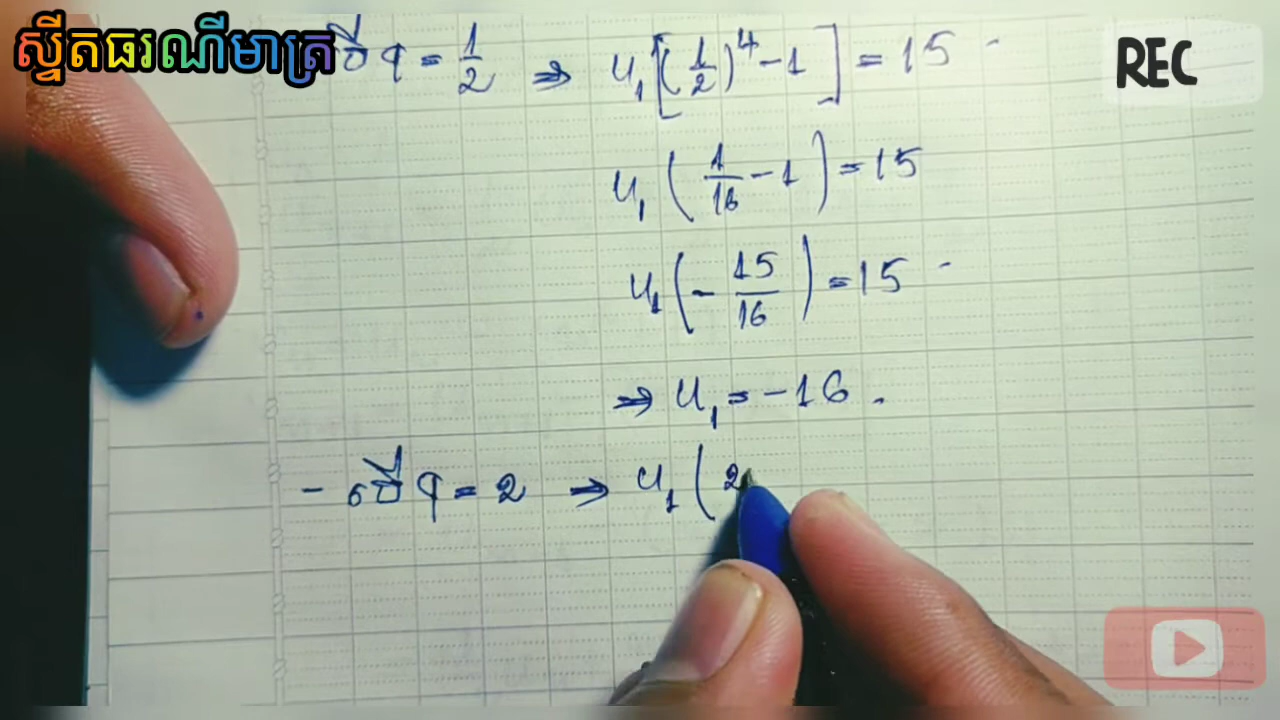 ស្វ៊ីតធរណីមាត្រ
បើ q = 1/2 ⇒ U₁[(1/2)⁴ - 1] = 15
REC
U₁(1/16 - 1) = 15
U₁(-15/16) = 15
⇒ U₁ = -16.
- បើ q = 2 ⇒ U₁(2